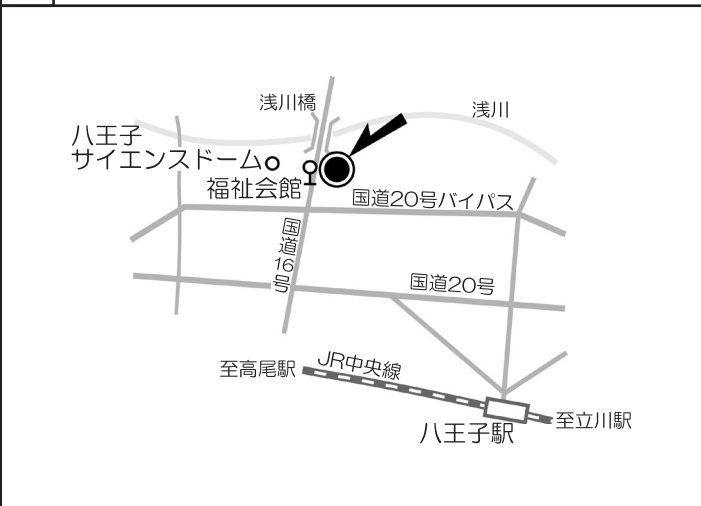 浅川橋
浅川
八王子
サイエンスドーム
福祉会館
国道20号バイパス
国道16号
国道20号
JR中央線
至高尾駅
八王子駅
至立川駅